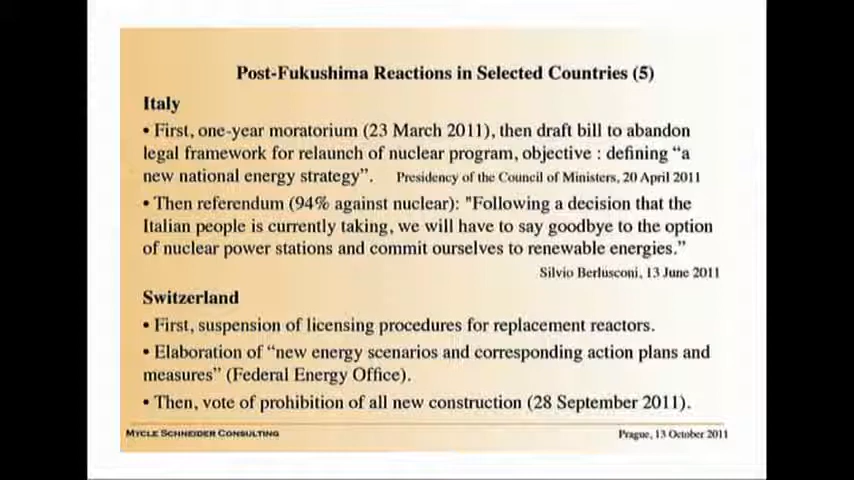 Post-Fukushima Reactions in Selected Countries (5)
Italy
• First, one-year moratorium (23 March 2011), then draft bill to abandon
legal framework for relaunch of nuclear program, objective : defining “a
new national energy strategy”. Presidency of the Council of Ministers, 20 April 2011
• Then referendum (94% against nuclear): "Following a decision that the
Italian people is currently taking, we will have to say goodbye to the option
of nuclear power stations and commit ourselves to renewable energies.”
Silvio Berlusconi, 13 June 2011
Switzerland
• First, suspension of licensing procedures for replacement reactors.
• Elaboration of “new energy scenarios and corresponding action plans and
measures” (Federal Energy Office).
• Then, vote of prohibition of all new construction (28 September 2011).
MYCLE SCHNEIDER CONSULTING
Prague, 13 October 2011